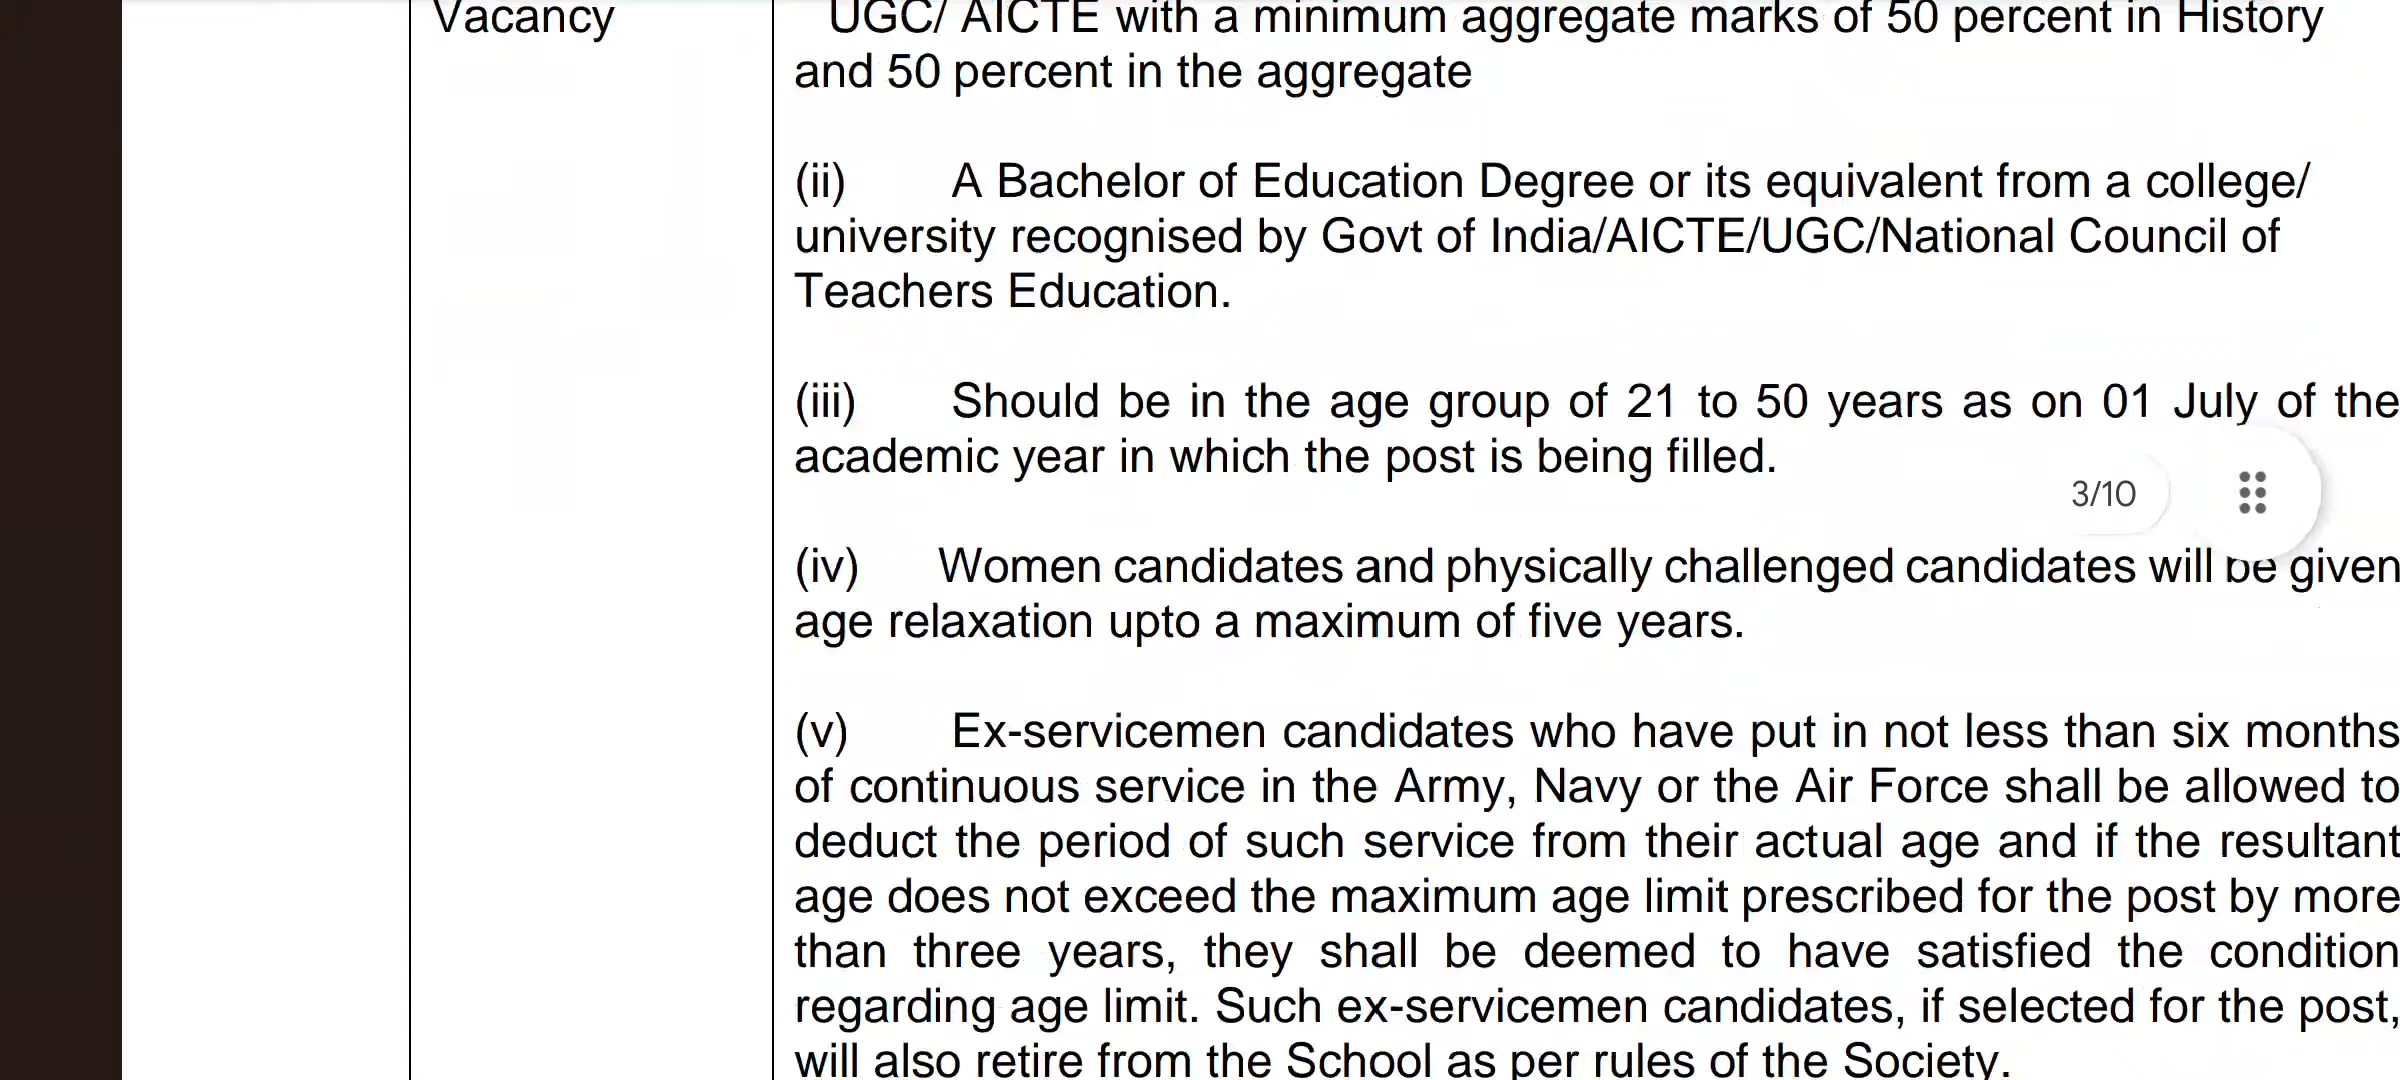 Vacancy
UGC/ AICTE with a minimum aggregate marks of 50 percent in History
and 50 percent in the aggregate
(ii) A Bachelor of Education Degree or its equivalent from a college/
university recognised by Govt of India/AICTE/UGC/National Council of
Teachers Education.
(iii) Should be in the age group of 21 to 50 years as on 01 July of the
academic year in which the post is being filled.
3/10
(iv) Women candidates and physically challenged candidates will be given
age relaxation upto a maximum of five years.
(v) Ex-servicemen candidates who have put in not less than six months
of continuous service in the Army, Navy or the Air Force shall be allowed to
deduct the period of such service from their actual age and if the resultant
age does not exceed the maximum age limit prescribed for the post by more
than three years, they shall be deemed to have satisfied the condition
regarding age limit. Such ex-servicemen candidates, if selected for the post,
will also retire from the School as per rules of the Society.